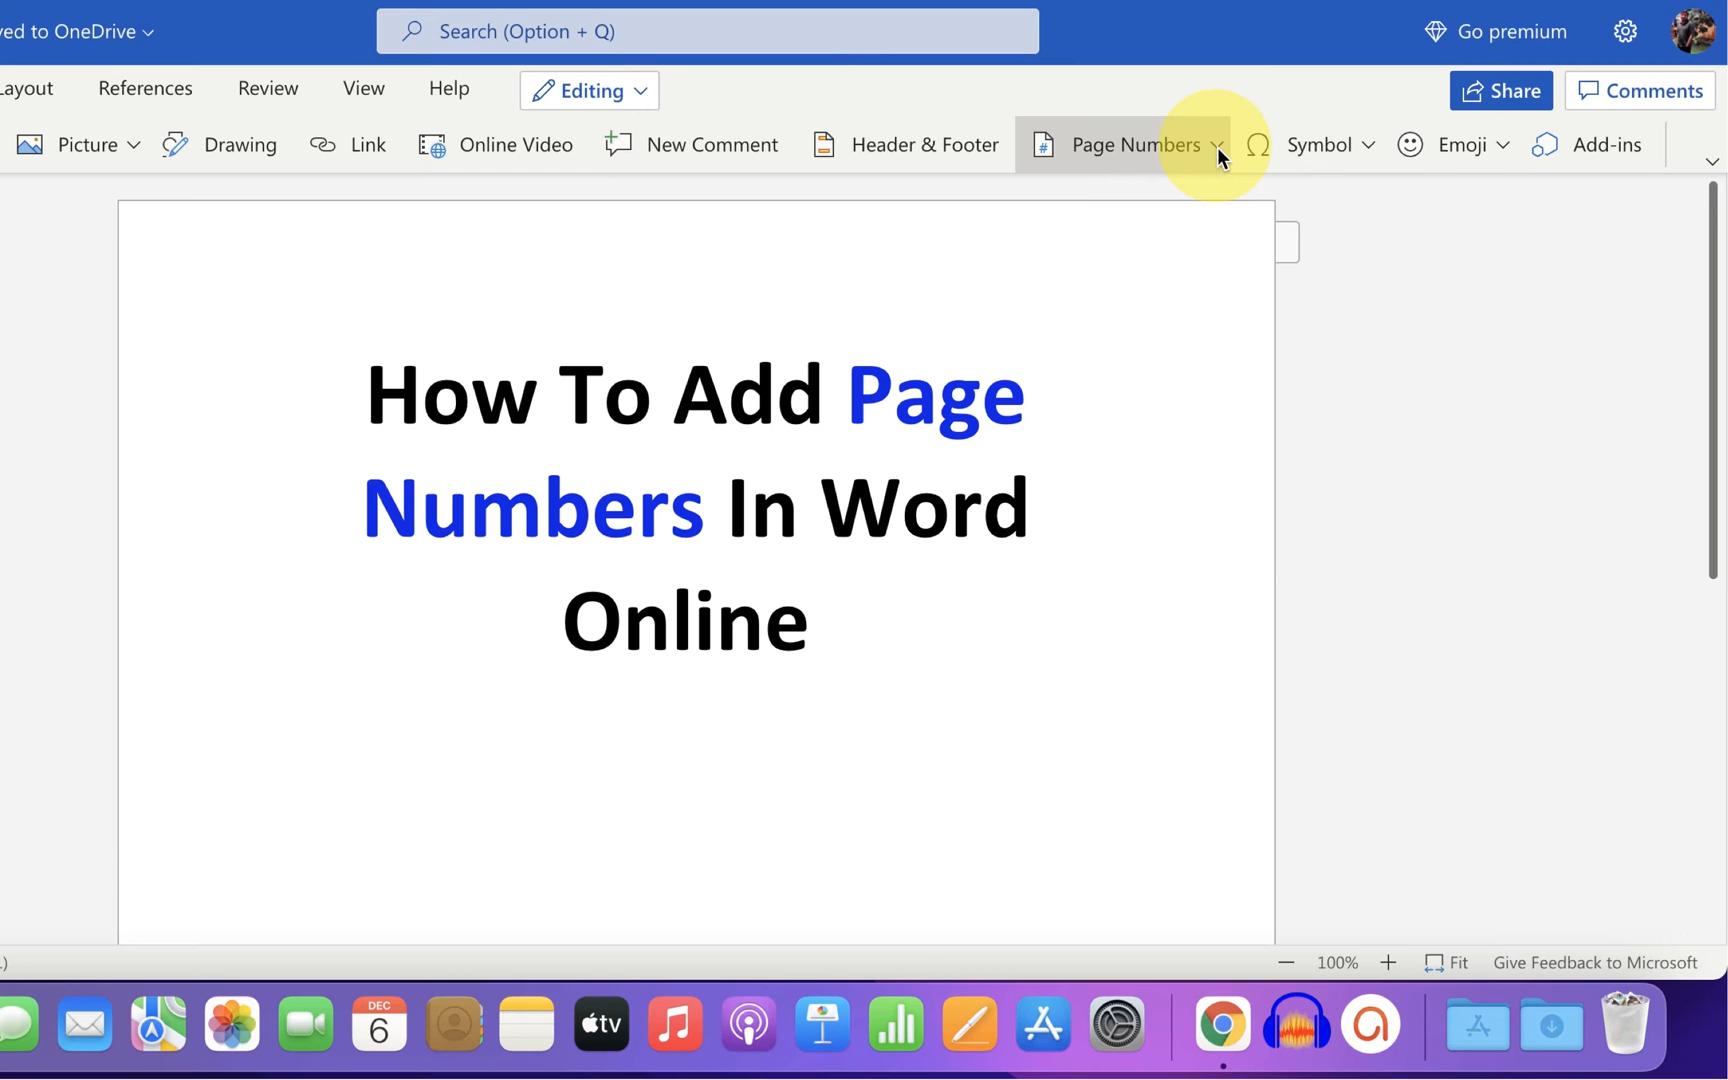 ved to OneDrive
Search (Option + Q)
Go premium
Layout References Review View Help Editing Share Comments
Picture Drawing Link Online Video New Comment Header & Footer # Page Numbers Ω Symbol Emoji Add-ins
How To Add Page
Numbers In Word
Online
100% Fit Give Feedback to Microsoft
DEC
6
tv